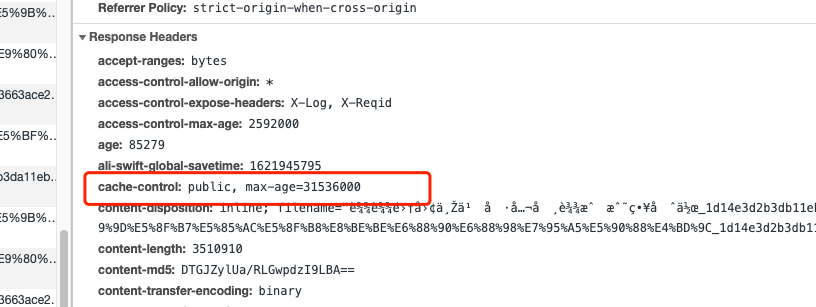 E5%9B%...
E9%80%...
3663ace2...
E5%BF%...
b3da11eb...
E5%9B%...
E9%80%...
3663ace2...
Referrer Policy: strict-origin-when-cross-origin
Response Headers
accept-ranges: bytes
access-control-allow-origin: *
access-control-expose-headers: X-Log, X-Reqid
access-control-max-age: 2592000
age: 85279
ali-swift-global-savetime: 1621945795
cache-control: public, max-age=31536000
content-disposition: inline; filename="_1d14e3d2b3db11eb
9%9D%E5%8F%B7%E5%85%AC%E5%8F%B8%E8%BE%BE%E6%88%90%E6%88%98%E7%95%A5%E5%90%88%E4%BD%9C_1d14e3d2b3db11
content-length: 3510910
content-md5: DTGJZylUa/RLGwpdzI9LBA==
content-transfer-encoding: binary